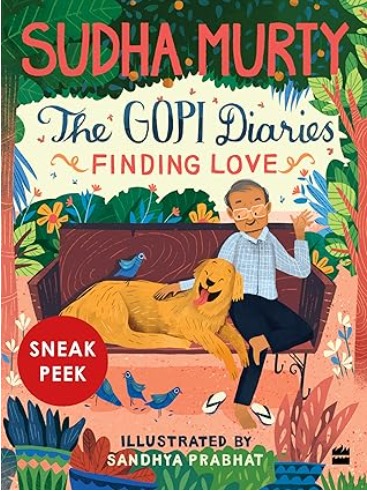 SUDHA MURTY
The GOPI Diaries
FINDING LOVE
SNEAK
PEEK
ILLUSTRATED BY
SANDHYA PRABHAT